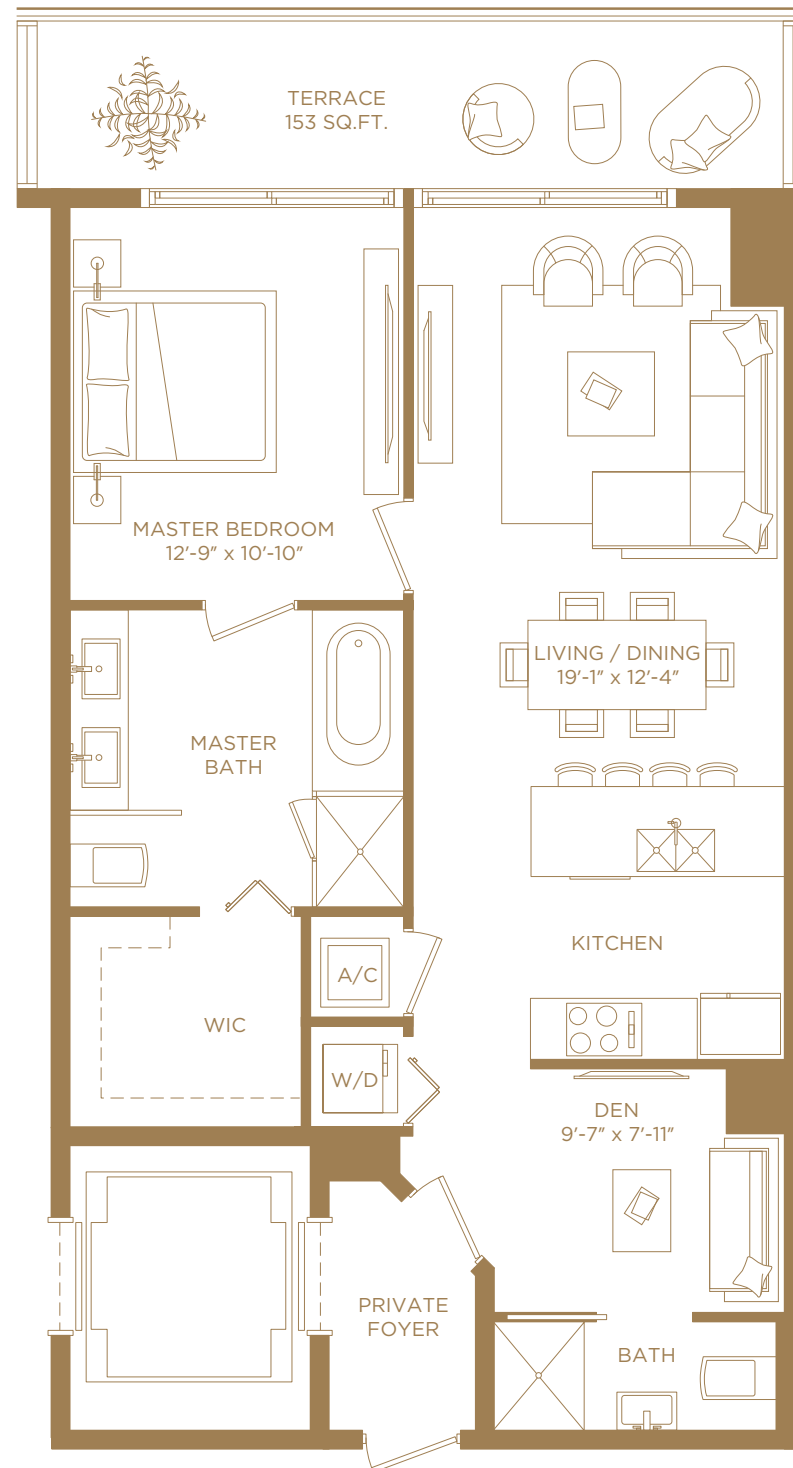 TERRACE
153 SQ.FT.
MASTER BEDROOM
12'-9" x 10'-10"
LIVING / DINING
19'-1" x 12'-4"
MASTER
BATH
KITCHEN
A/C
WIC
W/D
DEN
9'-7" x 7'-11"
PRIVATE
FOYER
BATH